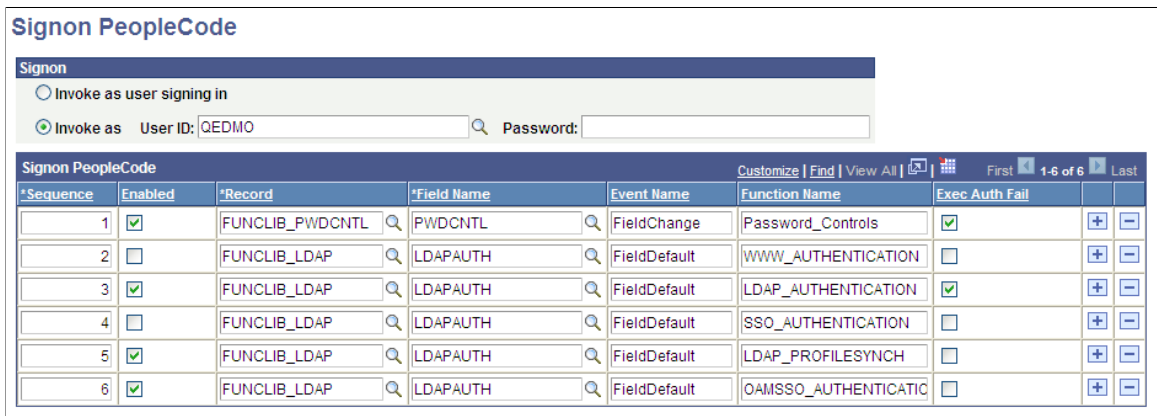 Signon PeopleCode
Signon
Invoke as user signing in
Invoke as User ID: QEDMO Password:
Signon PeopleCode Customize | Find | View All | | First 1-6 of 6 Last
*Sequence Enabled *Record *Field Name Event Name Function Name Exec Auth Fail
1 FUNCLIB_PWDCNTL PWDCNTL FieldChange Password_Controls
2 FUNCLIB_LDAP LDAPAUTH FieldDefault WWW_AUTHENTICATION
3 FUNCLIB_LDAP LDAPAUTH FieldDefault LDAP_AUTHENTICATION
4 FUNCLIB_LDAP LDAPAUTH FieldDefault SSO_AUTHENTICATION
5 FUNCLIB_LDAP LDAPAUTH FieldDefault LDAP_PROFILESYNCH
6 FUNCLIB_LDAP LDAPAUTH FieldDefault OAMSSO_AUTHENTICATIO